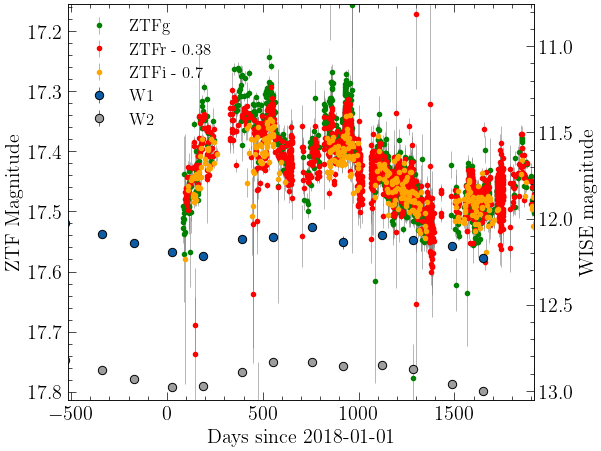 ZTFg
ZTFr - 0.38
ZTFi - 0.7
W1
W2
17.2
17.3
17.4
17.5
17.6
17.7
17.8
ZTF Magnitude
11.0
11.5
12.0
12.5
13.0
WISE magnitude
−500
0
500
1000
1500
Days since 2018-01-01